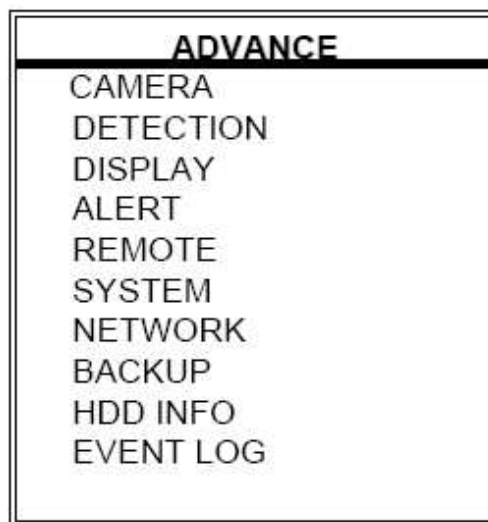 ADVANCE
CAMERA
DETECTION
DISPLAY
ALERT
REMOTE
SYSTEM
NETWORK
BACKUP
HDD INFO
EVENT LOG